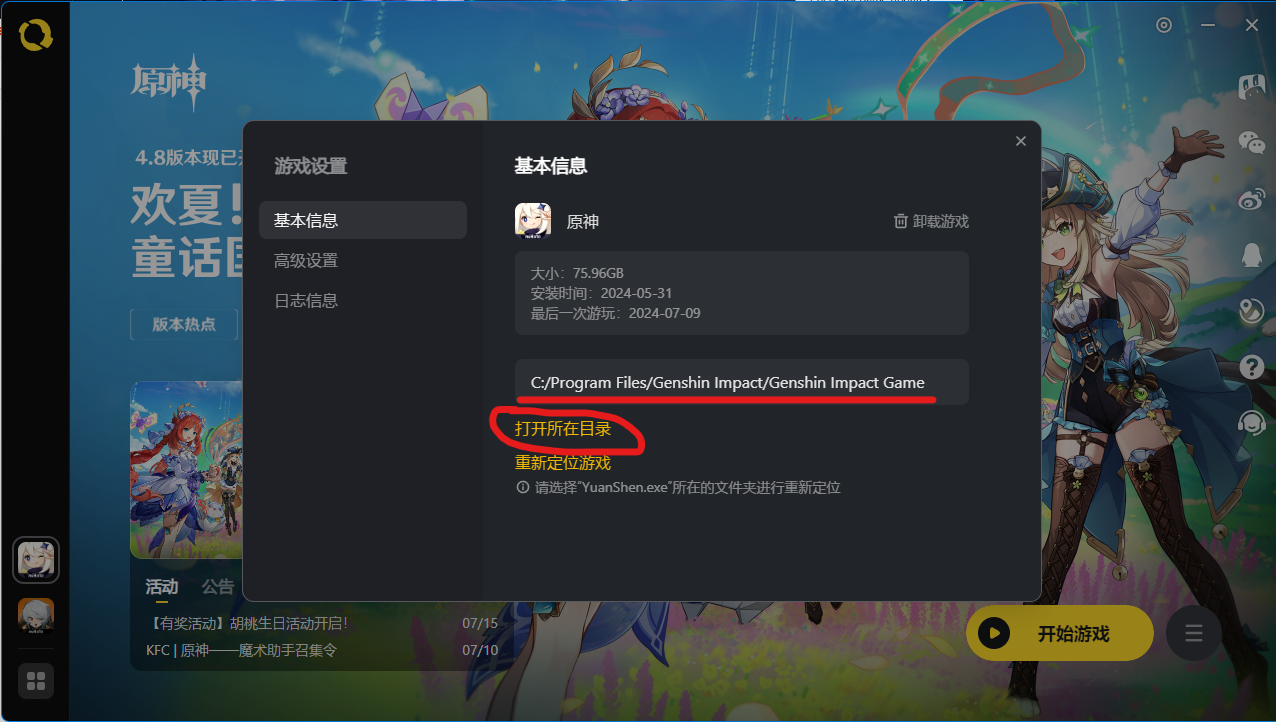 原神
4.8版本现已
欢夏!
童话
版本热点
游戏设置
基本信息
高级设置
日志信息
基本信息
原神
卸载游戏
大小：75.96GB
安装时间：2024-05-31
最后一次游玩：2024-07-09
C:/Program Files/Genshin Impact/Genshin Impact Game
打开所在目录
重新定位游戏
请选择"YuanShen.exe"所在的文件夹进行重新定位
活动 公告
【有奖活动】胡桃生日活动开启! 07/15
KFC | 原神——魔术助手召集令 07/10
开始游戏